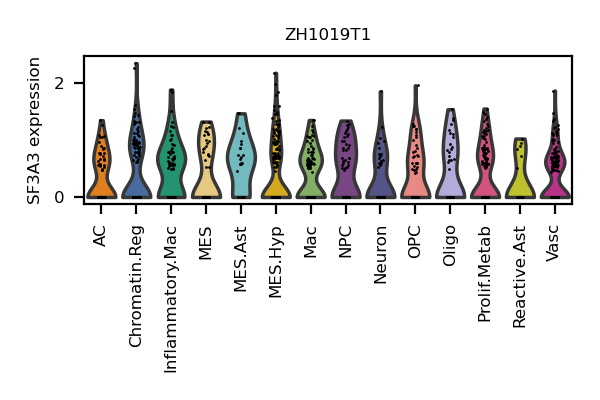 ZH1019T1
SF3A3 expression
2
0
AC
Chromatin.Reg
Inflammatory.Mac
MES
MES.Ast
MES.Hyp
Mac
NPC
Neuron
OPC
Oligo
Prolif.Metab
Reactive.Ast
Vasc